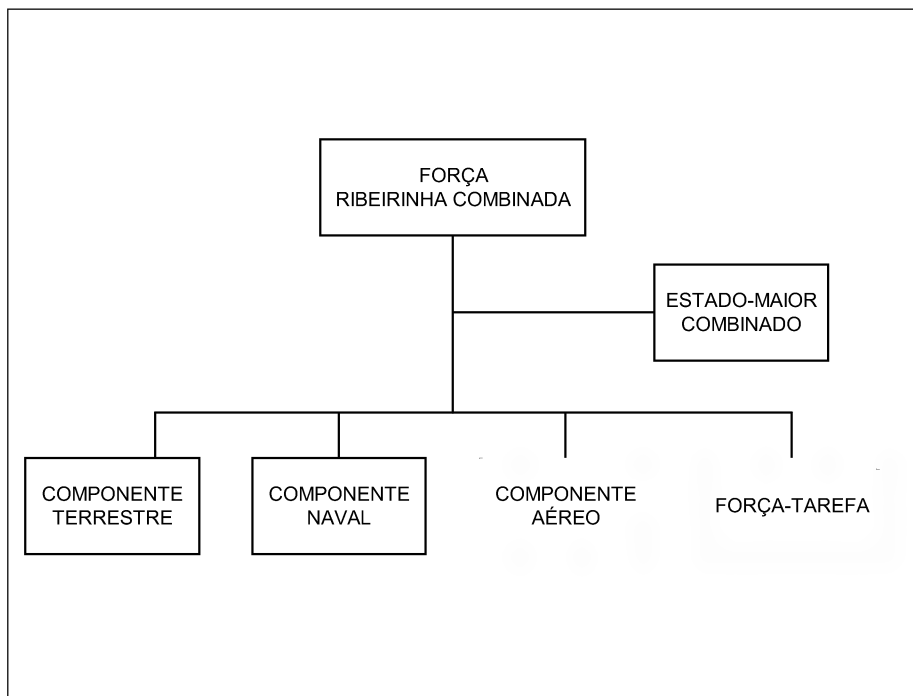 FORÇA
RIBEIRINHA COMBINADA
ESTADO-MAIOR
COMBINADO
COMPONENTE
TERRESTRE
COMPONENTE
NAVAL
COMPONENTE
AÉREO
FORÇA-TAREFA